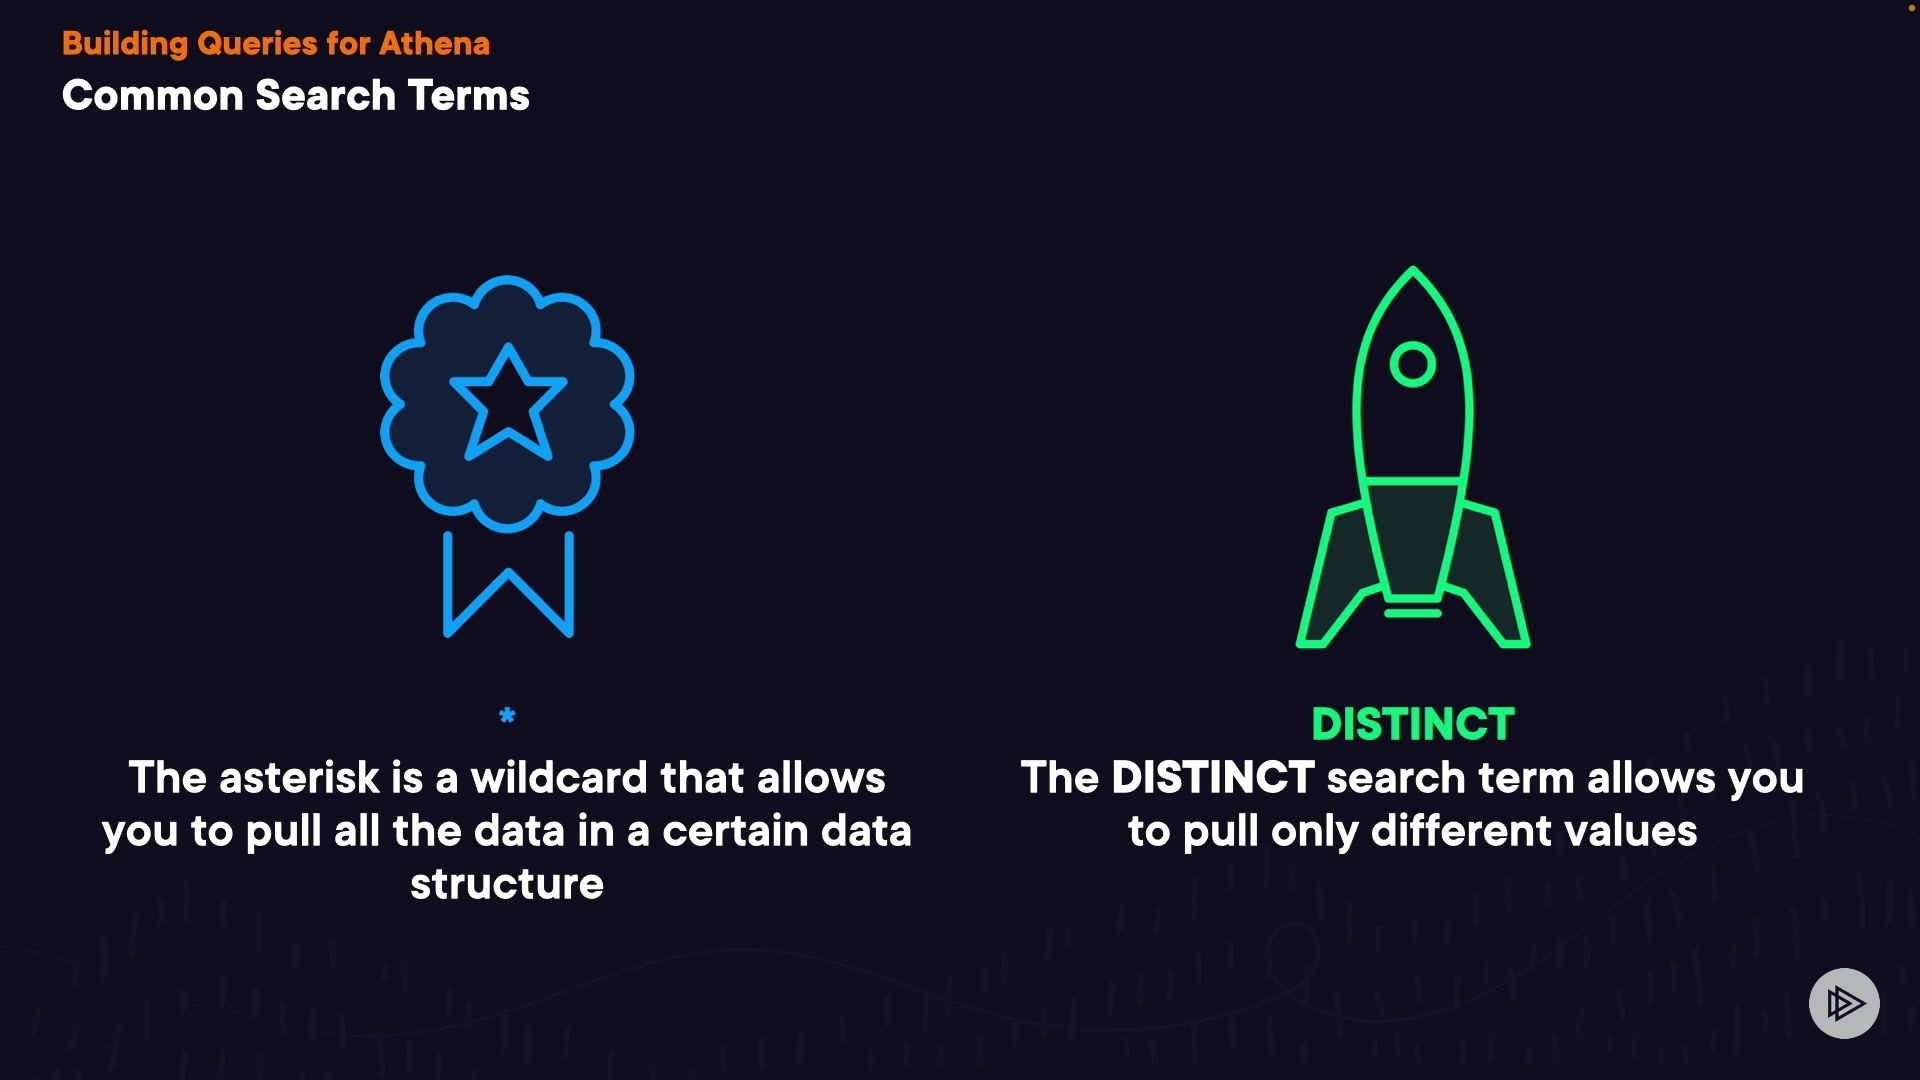 Building Queries for Athena
Common Search Terms
*
The asterisk is a wildcard that allows
you to pull all the data in a certain data
structure
DISTINCT
The DISTINCT search term allows you
to pull only different values